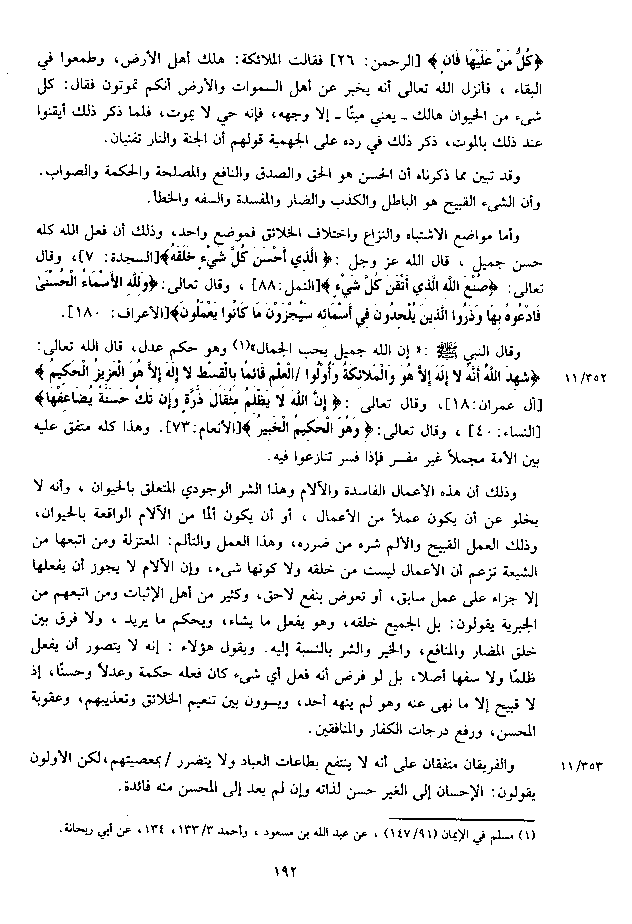 ﴿كُلُّ مَنْ عَلَيْهَا فَانٍ﴾ [الرحمن: ٢٦] فقالت الملائكة: هلك أهل الأرض، وطمعوا في
البقاء ، فأنزل الله تعالى أنه يخبر عن أهل السموات والأرض أنكم تموتون فقال: كل
شىء من الحيوان هالك ـ يعني ميتًا ـ إلا وجهه، فإنه حي لا يموت، فلما ذكر ذلك أيقنوا
عند ذلك بالموت، ذكر ذلك في رده على الجهمية قولهم أن الجنة والنار تفنيان.
وقد تبين مما ذكرناه أن الحسن هو الحق والصدق والنافع والمصلحة والحكمة والصواب.
وأن الشىء القبيح هو الباطل والكذب والضار والمفسدة والسفه والخطأ.
وأما مواضع الاشتباه والنزاع واختلاف الخلائق فموضع واحد، وذلك أن فعل الله كله
حسن جميل ، قال الله عز وجل :﴿ الَّذي أَحْسَنَ كُلَّ شَيْءٍ خَلَقَهُ﴾[السجدة: ٧]، وقال
تعالى: ﴿صُنْعَ اللَّه الَّذي أَتْقَنَ كُلَّ شَيْءٍ ﴾[النمل:٨٨] ، وقال تعالى:﴿وَلِلَّهِ الأَسْمَاءُ الْحُسْنَىٰ
فَادْعُوهُ بِهَا وَذَرُوا الَّذينَ يُلْحِدُونَ فِي أَسْمَائِه سَيُجْزَوْنَ مَا كَانُوا يَعْمَلُونَ﴾[الأعراف: ١٨٠].
وقال النبي ﷺ :« إن الله جميل يحب الجمال»(١) وهو حكم عدل، قال الله تعالى:
١١/٣٥٢ ﴿شَهِدَ اللَّهُ أَنَّهُ لا إِلَهَ إِلاَّ هُوَ وَالْمَلائِكَةُ وَأُولُوا /الْعِلْمِ قَائِمًا بِالْقِسْطِ لا إِلَهَ إِلاَّ هُوَ الْعَزِيزُ الْحَكِيمُ ﴾
[آل عمران:١٨]، وقال تعالى :﴿ إِنَّ اللَّهَ لا يَظْلِمُ مِثْقَالَ ذَرَّةٍ وَإِن تَكُ حَسَنَةً يُضَاعِفْهَا﴾
[النساء: ٤٠] ، وقال تعالى:﴿ وَهُوَ الْحَكِيمُ الْخَبِيرُ ﴾[الأنعام:٧٣]. وهذا كله متفق عليه
بين الأمة مجملاً غير مفسر فإذا فسر تنازعوا فيه.
وذلك أن هذه الأعمال الفاسدة والآلام وهذا الشر الوجودي المتعلق بالحيوان ، وأنه لا
يخلو عن أن يكون عملاً من الأعمال ، أو أن يكون ألمًا من الآلام الواقعة بالحيوان،
وذلك العمل القبيح والألم شره من ضرره، وهذا العمل والتألم: المعتزلة ومن اتبعها من
الشيعة تزعم أن الأعمال ليست من خلقه ولا كونها شىء، وإن الآلام لا يجوز أن يفعلها
إلا جزاء على عمل سابق، أو تعوض بنفع لاحق، وكثير من أهل الإثبات ومن اتبعهم من
الجبرية يقولون: بل الجميع خلقه، وهو يفعل ما يشاء، ويحكم ما يريد ، ولا فرق بين
خلق المضار والمنافع، والخير والشر بالنسبة إليه. ويقول هؤلاء : إنه لا يتصور أن يفعل
ظلمًا ولا سفها أصلا، بل لو فرض أنه فعل أي شىء كان فعله حكمة وعدلاً وحسنًا، إذ
لا قبيح إلا ما نهى عنه وهو لم ينهه أحد، ويسوون بين تنعيم الخلائق وتعذيبهم، وعقوبة
المحسن، ورفع درجات الكفار والمنافقين.
١١/٣٥٣ والفريقان متفقان على أنه لا ينتفع بطاعات العباد ولا يتضرر /بمعصيتهم،لكن الأولون
يقولون: الإحسان إلى الغير حسن لذاته وإن لم يعد إلى المحسن منه فائدة.
(١) مسلم في الإيمان (١٤٧/٩١) ، عن عبد الله بن مسعود ، وأحمد ١٣٣/٣، ١٣٤، عن أبي ريحانة.
١٩٢